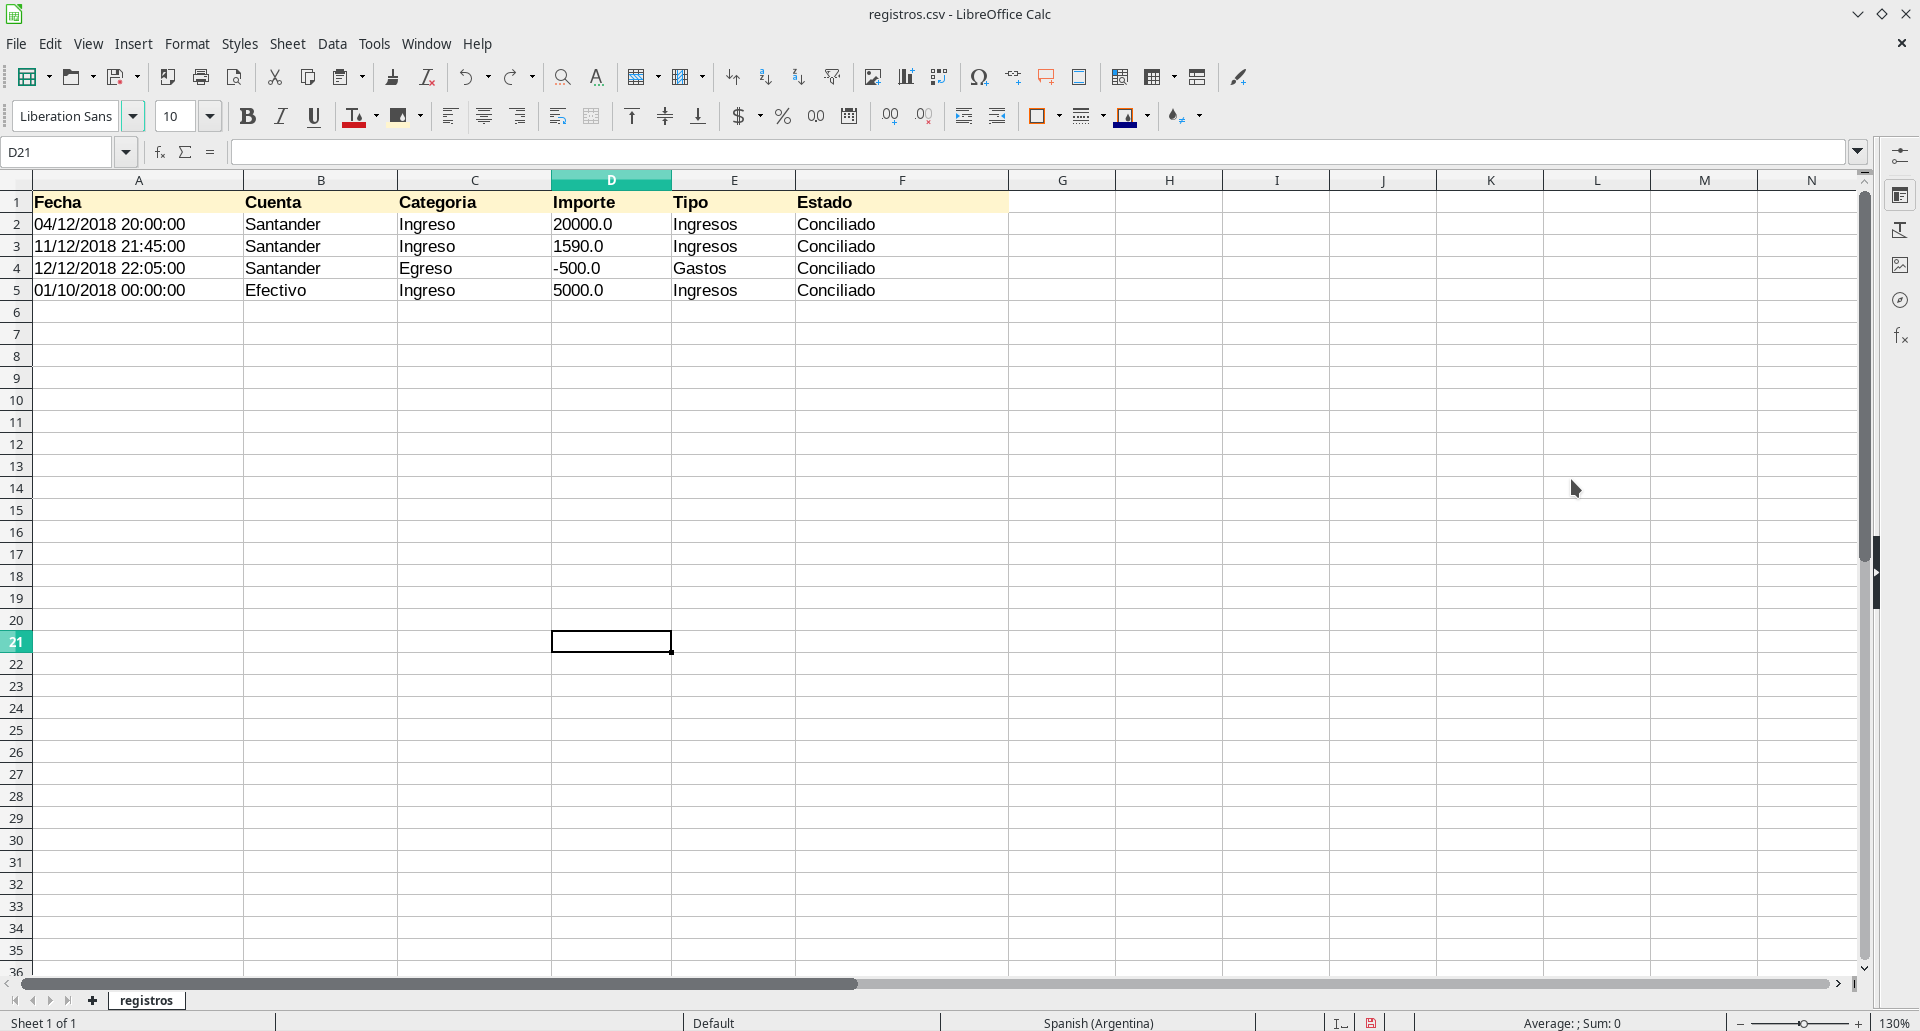 registros.csv - LibreOffice Calc
File Edit View Insert Format Styles Sheet Data Tools Window Help
Liberation Sans 10
D21
A B C D E F G H I J K L M N
1 Fecha Cuenta Categoria Importe Tipo Estado
2 04/12/2018 20:00:00 Santander Ingreso 20000.0 Ingresos Conciliado
3 11/12/2018 21:45:00 Santander Ingreso 1590.0 Ingresos Conciliado
4 12/12/2018 22:05:00 Santander Egreso -500.0 Gastos Conciliado
5 01/10/2018 00:00:00 Efectivo Ingreso 5000.0 Ingresos Conciliado
6
7
8
9
10
11
12
13
14
15
16
17
18
19
20
21
22
23
24
25
26
27
28
29
30
31
32
33
34
35
36
registros
Sheet 1 of 1 Default Spanish (Argentina) Average: ; Sum: 0 130%